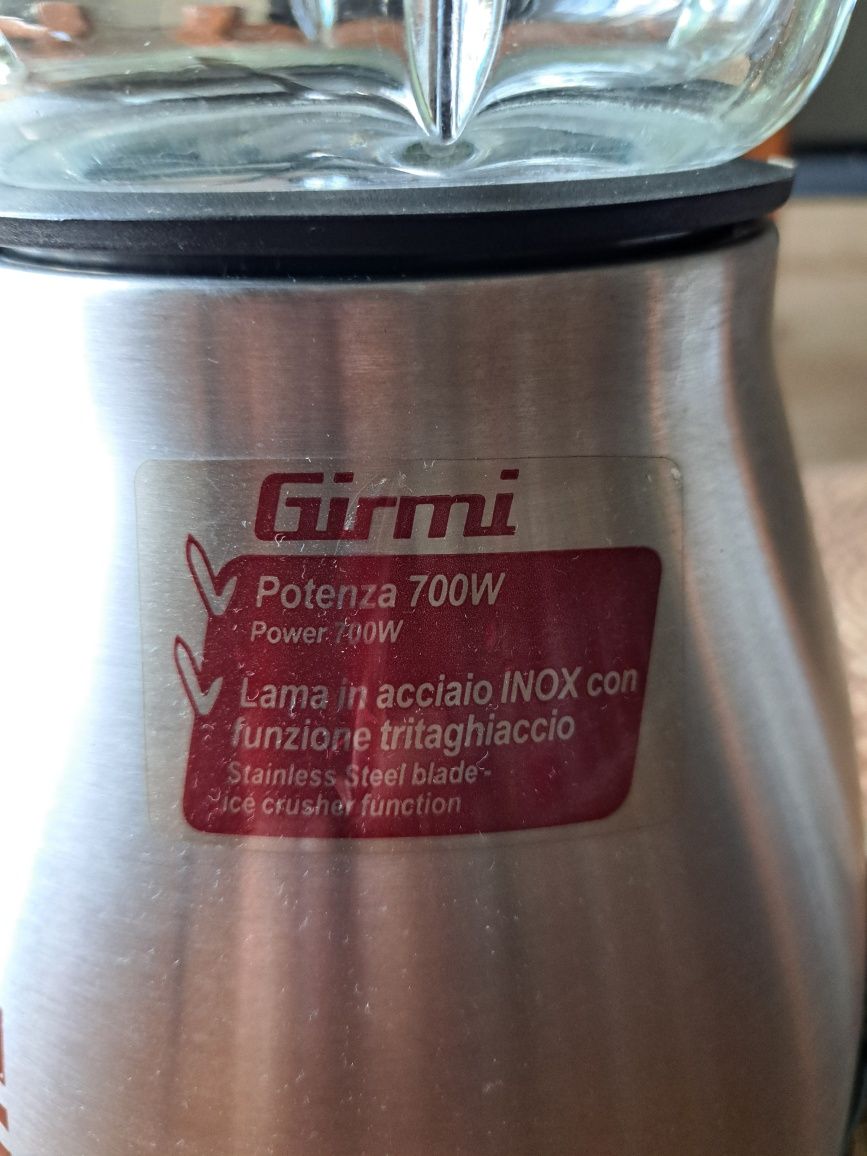 Girmi
Potenza 700W
Power 700W
Lama in acciaio INOX con
funzione tritaghiaccio
Stainless Steel blade -
ice crusher function